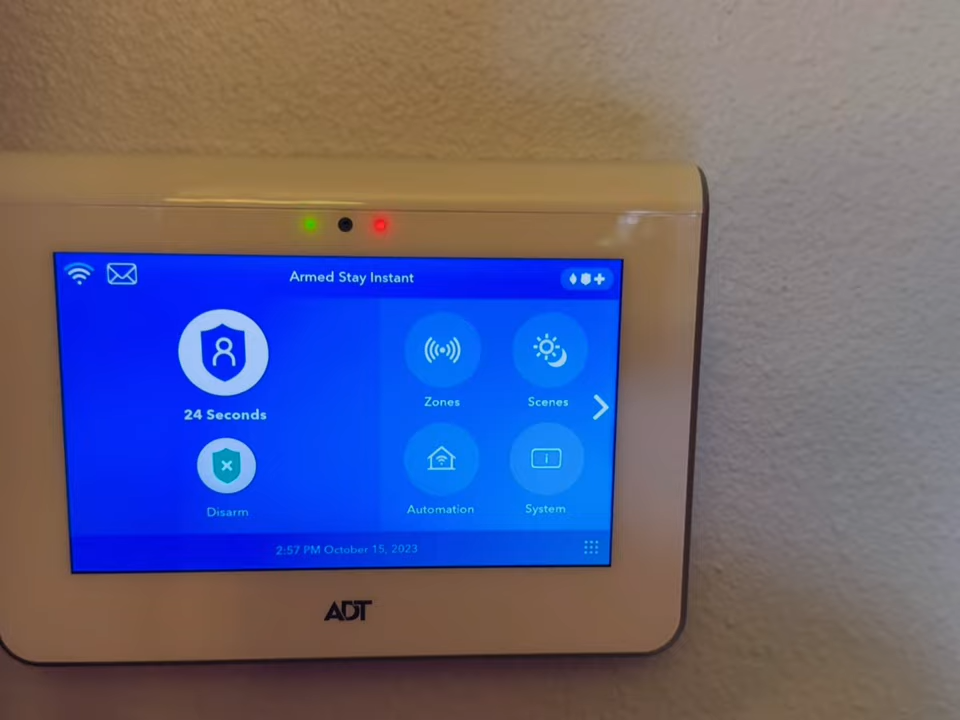 Armed Stay Instant
24 Seconds
Zones
Scenes
Disarm
Automation
System
2:57 PM October 15, 2023
ADT